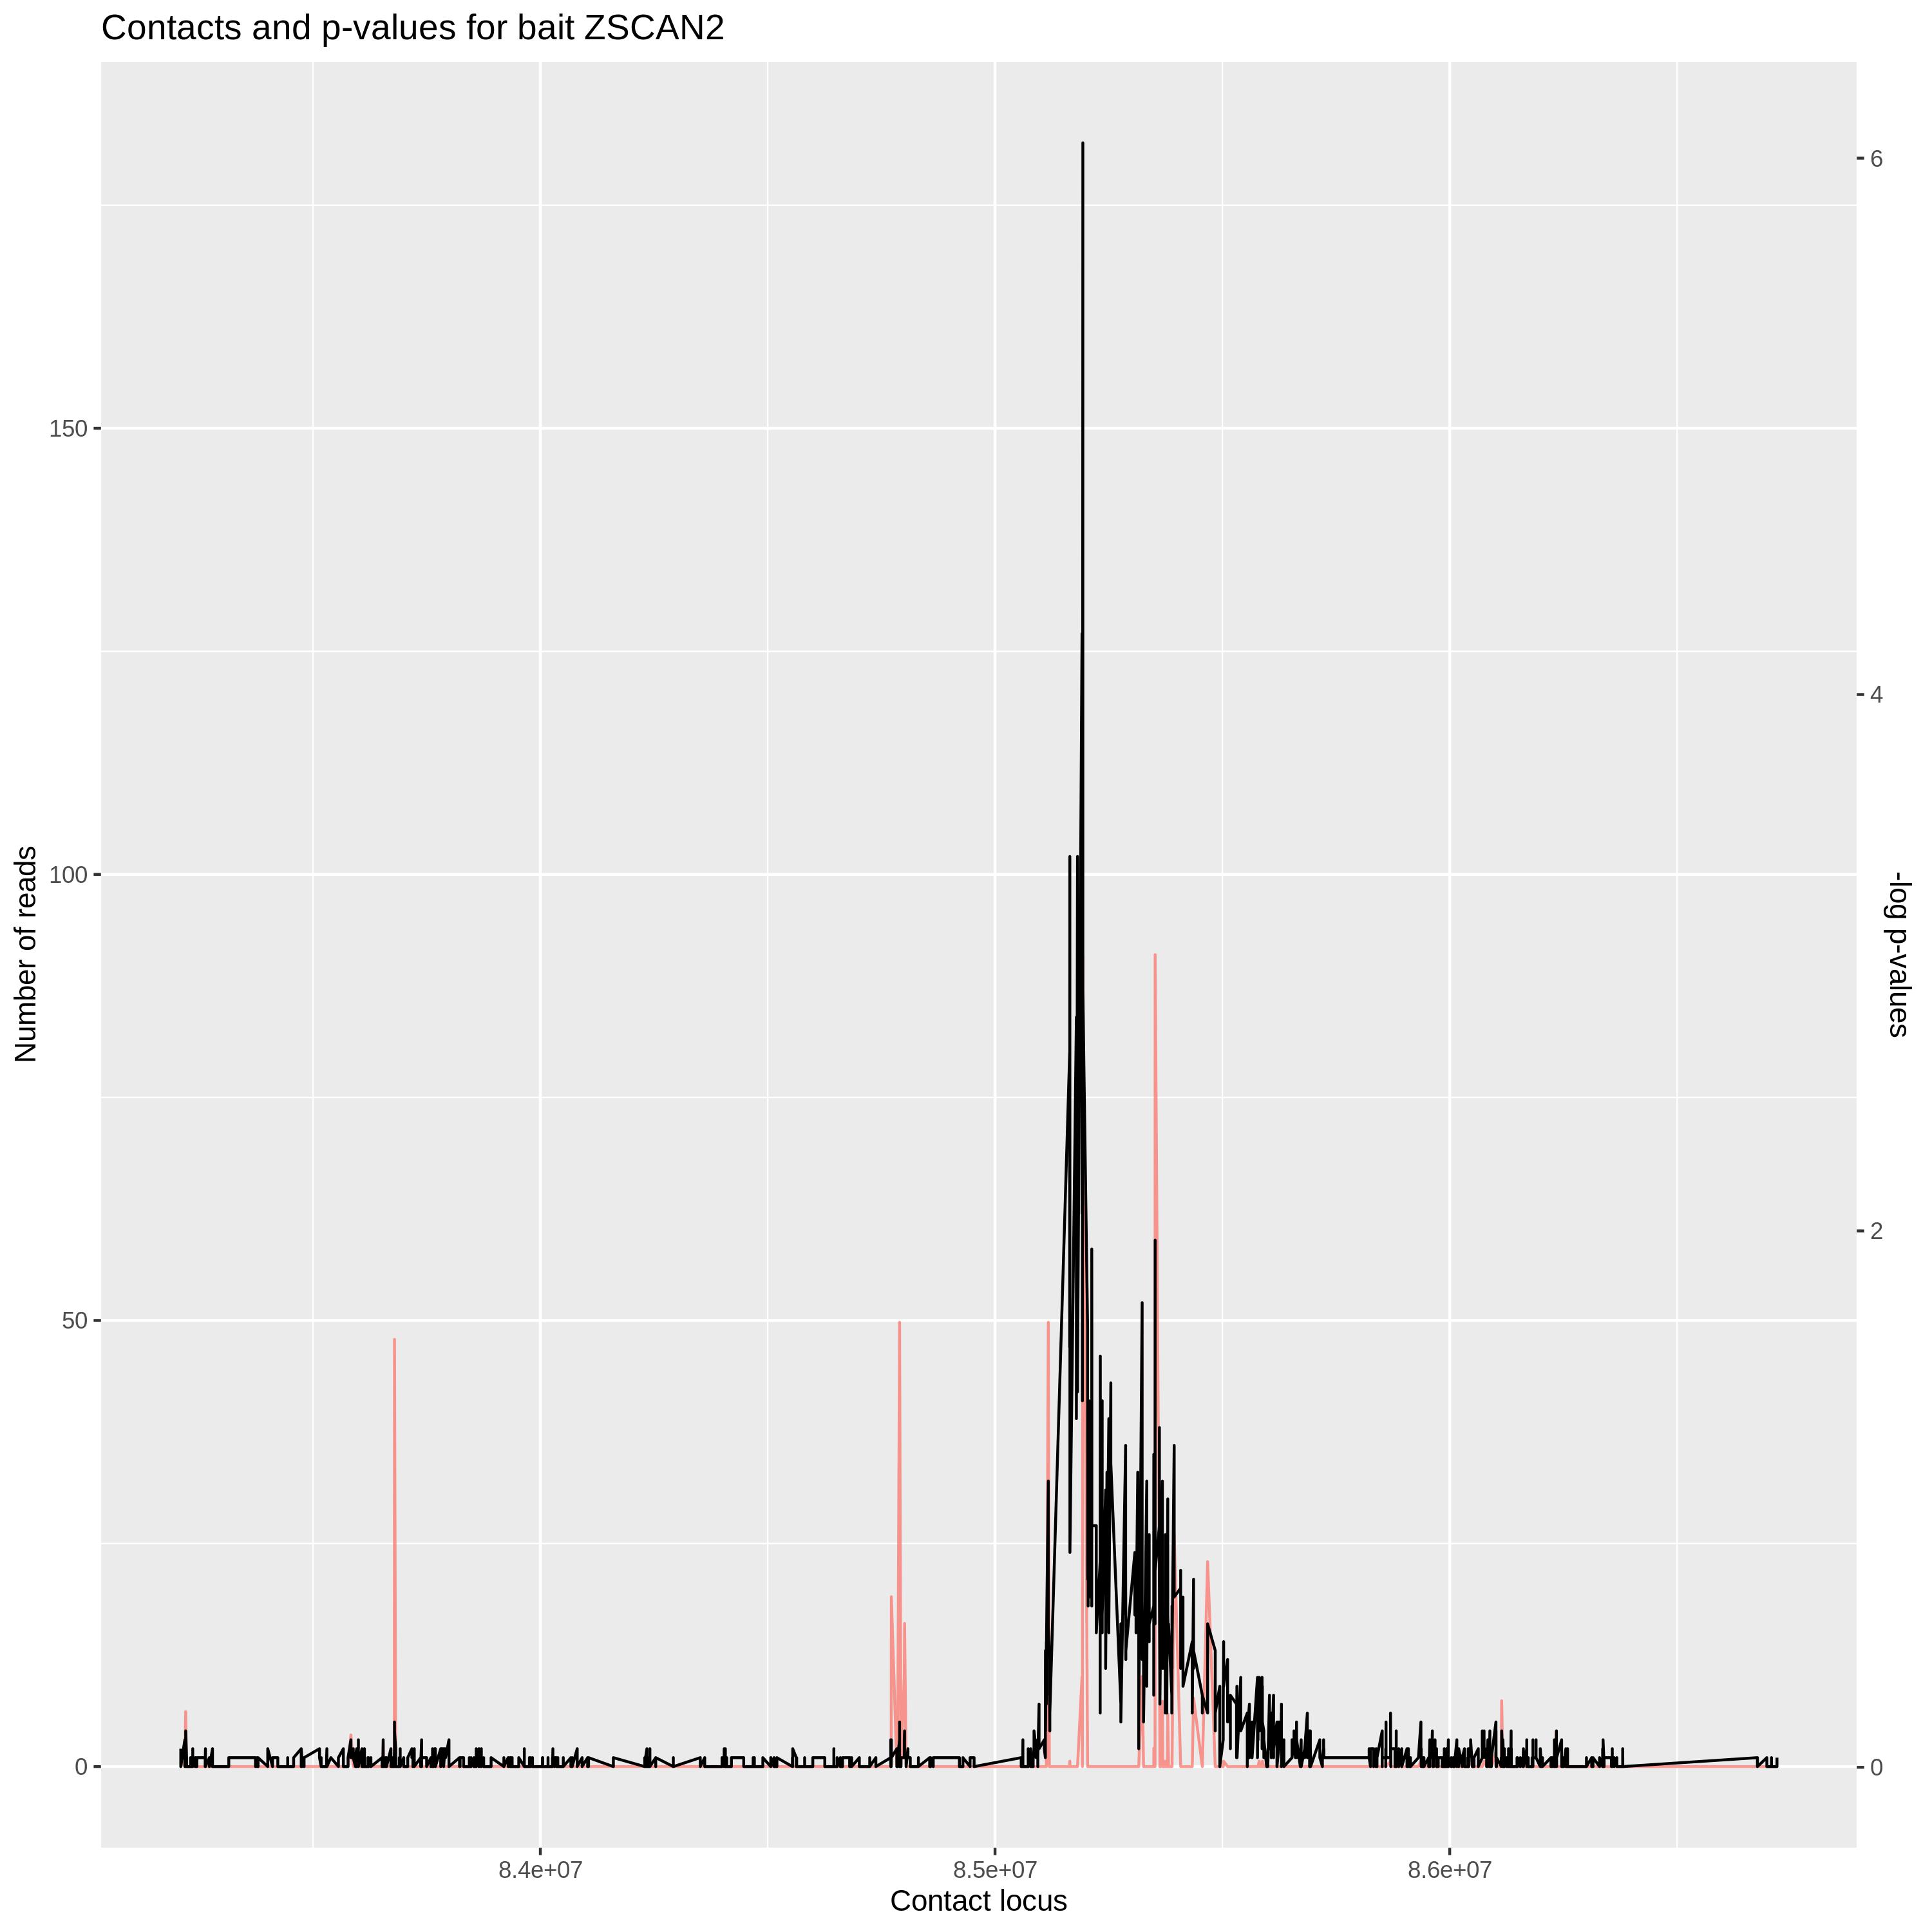 Contacts and p-values for bait ZSCAN2
Number of reads
150
100
50
0
6
4
2
0
-log p-values
8.4e+07
8.5e+07
8.6e+07
Contact locus